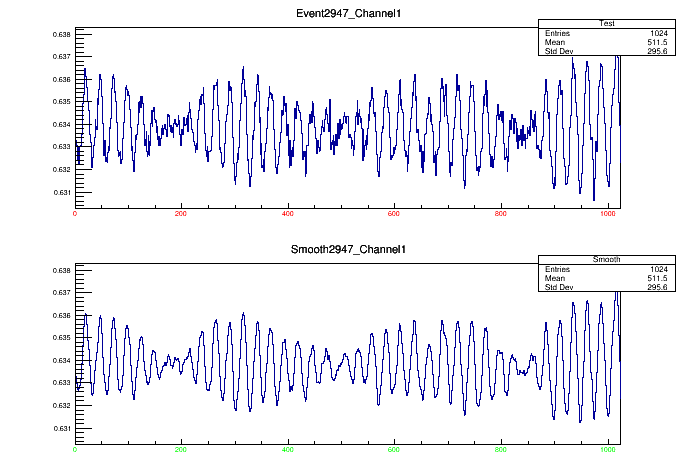 Event2947_Channel1
Test
Entries 1024
Mean 511.5
Std Dev 295.6
0.638
0.637
0.636
0.635
0.634
0.633
0.632
0.631
0 200 400 600 800 1000
Smooth2947_Channel1
Smooth
Entries 1024
Mean 511.5
Std Dev 295.6
0.638
0.637
0.636
0.635
0.634
0.633
0.632
0.631
0 200 400 600 800 1000